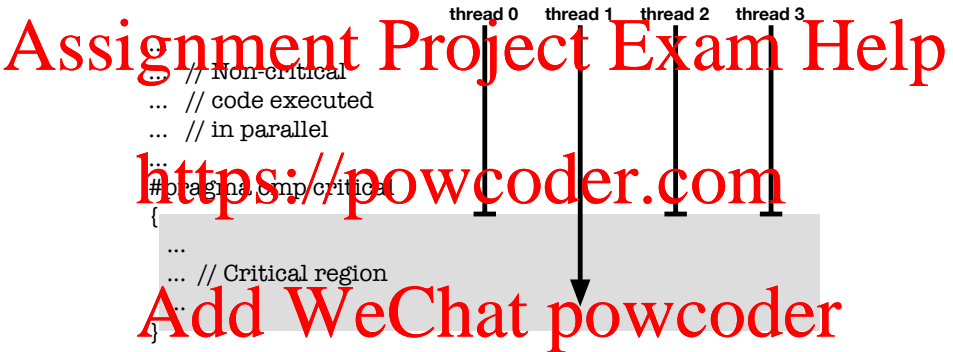 thread 0 thread 1 thread 2 thread 3
Assignment Project Exam Help
...
... // Non-critical
... // code executed
... // in parallel
...
https://powcoder.com
#pragma omp critical
{
...
... // Critical region
...
Add WeChat powcoder
}